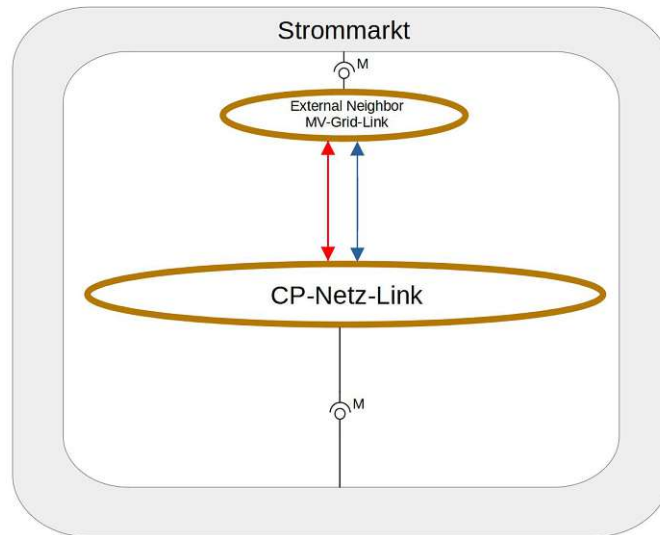 Strommarkt
M
External Neighbor
MV-Grid-Link
CP-Netz-Link
M